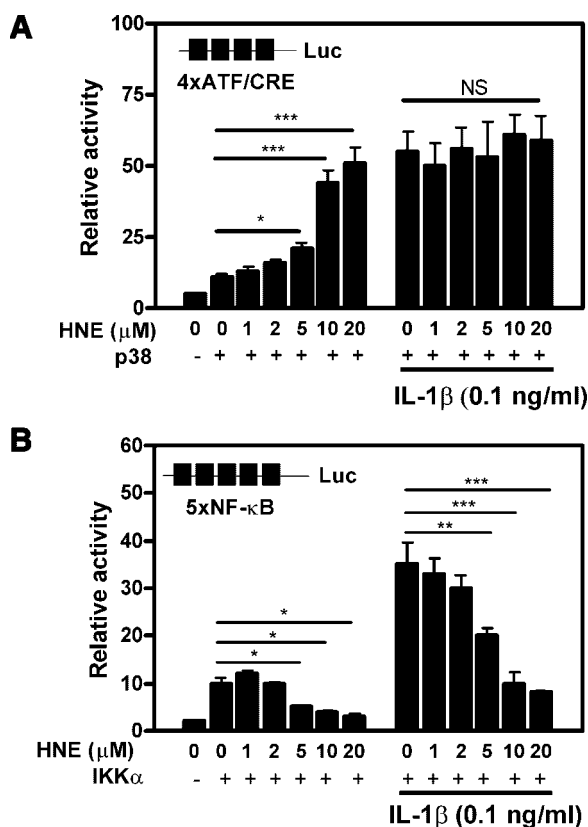 A
Luc
4xATF/CRE
NS
***
***
*
Relative activity
100
75
50
25
0
HNE (μM) 0 0 1 2 5 10 20 0 1 2 5 10 20
p38 - + + + + + + + + + + + +
IL-1β (0.1 ng/ml)
B
Luc
5xNF-κB
***
***
**
*
*
*
Relative activity
60
50
40
30
20
10
0
HNE (μM) 0 0 1 2 5 10 20 0 1 2 5 10 20
IKKα - + + + + + + + + + + + +
IL-1β (0.1 ng/ml)